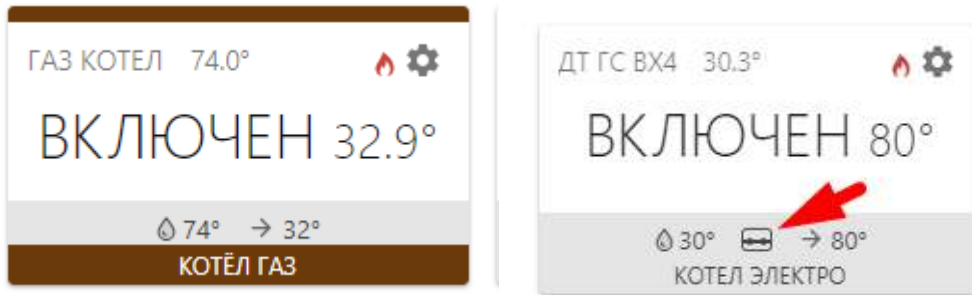 ГАЗ КОТЕЛ 74.0°
ВКЛЮЧЕН 32.9°
74° → 32°
КОТЁЛ ГАЗ
ДТ ГС ВХ4 30.3°
ВКЛЮЧЕН 80°
30° → 80°
КОТЕЛ ЭЛЕКТРО